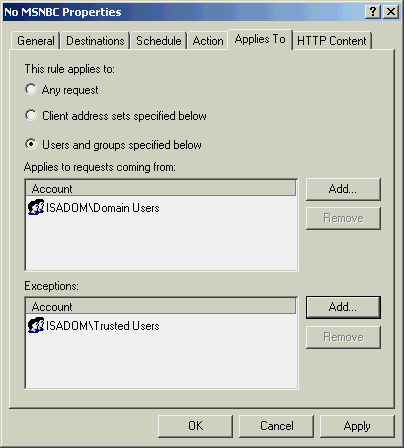 No MSNBC Properties
General Destinations Schedule Action Applies To HTTP Content
This rule applies to:
Any request
Client address sets specified below
Users and groups specified below
Applies to requests coming from:
Account Add...
ISADOM\Domain Users Remove
Exceptions:
Account Add...
ISADOM\Trusted Users Remove
OK Cancel Apply